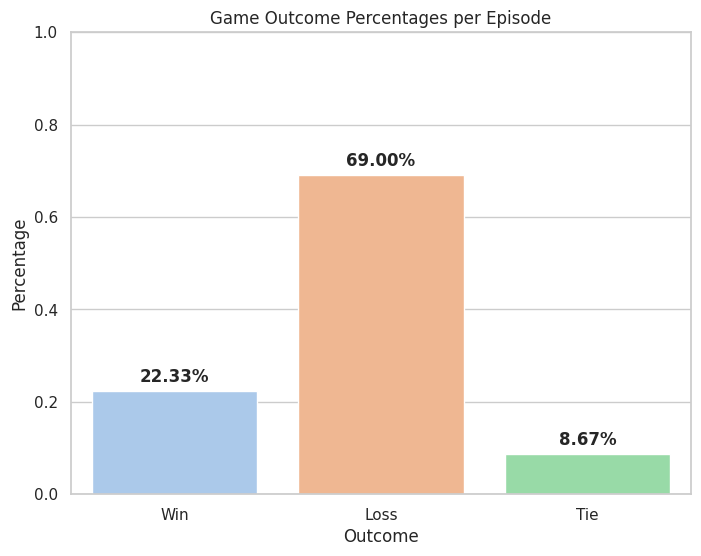 Game Outcome Percentages per Episode
1.0
0.8
69.00%
0.6
Percentage
0.4
22.33%
0.2
8.67%
0.0
Win Loss Tie
Outcome